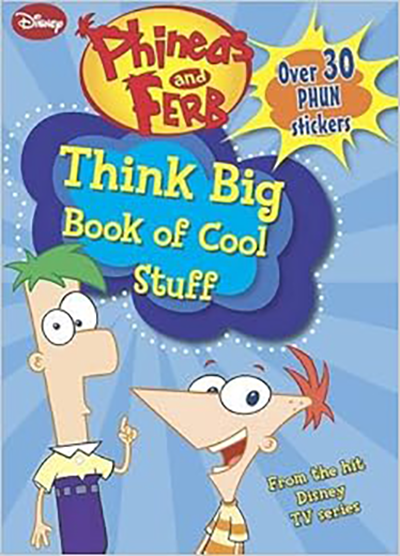 Disney
Phineas
and
Ferb
Over 30
PHUN
stickers
Think Big
Book of Cool
Stuff
From the hit
Disney
TV series